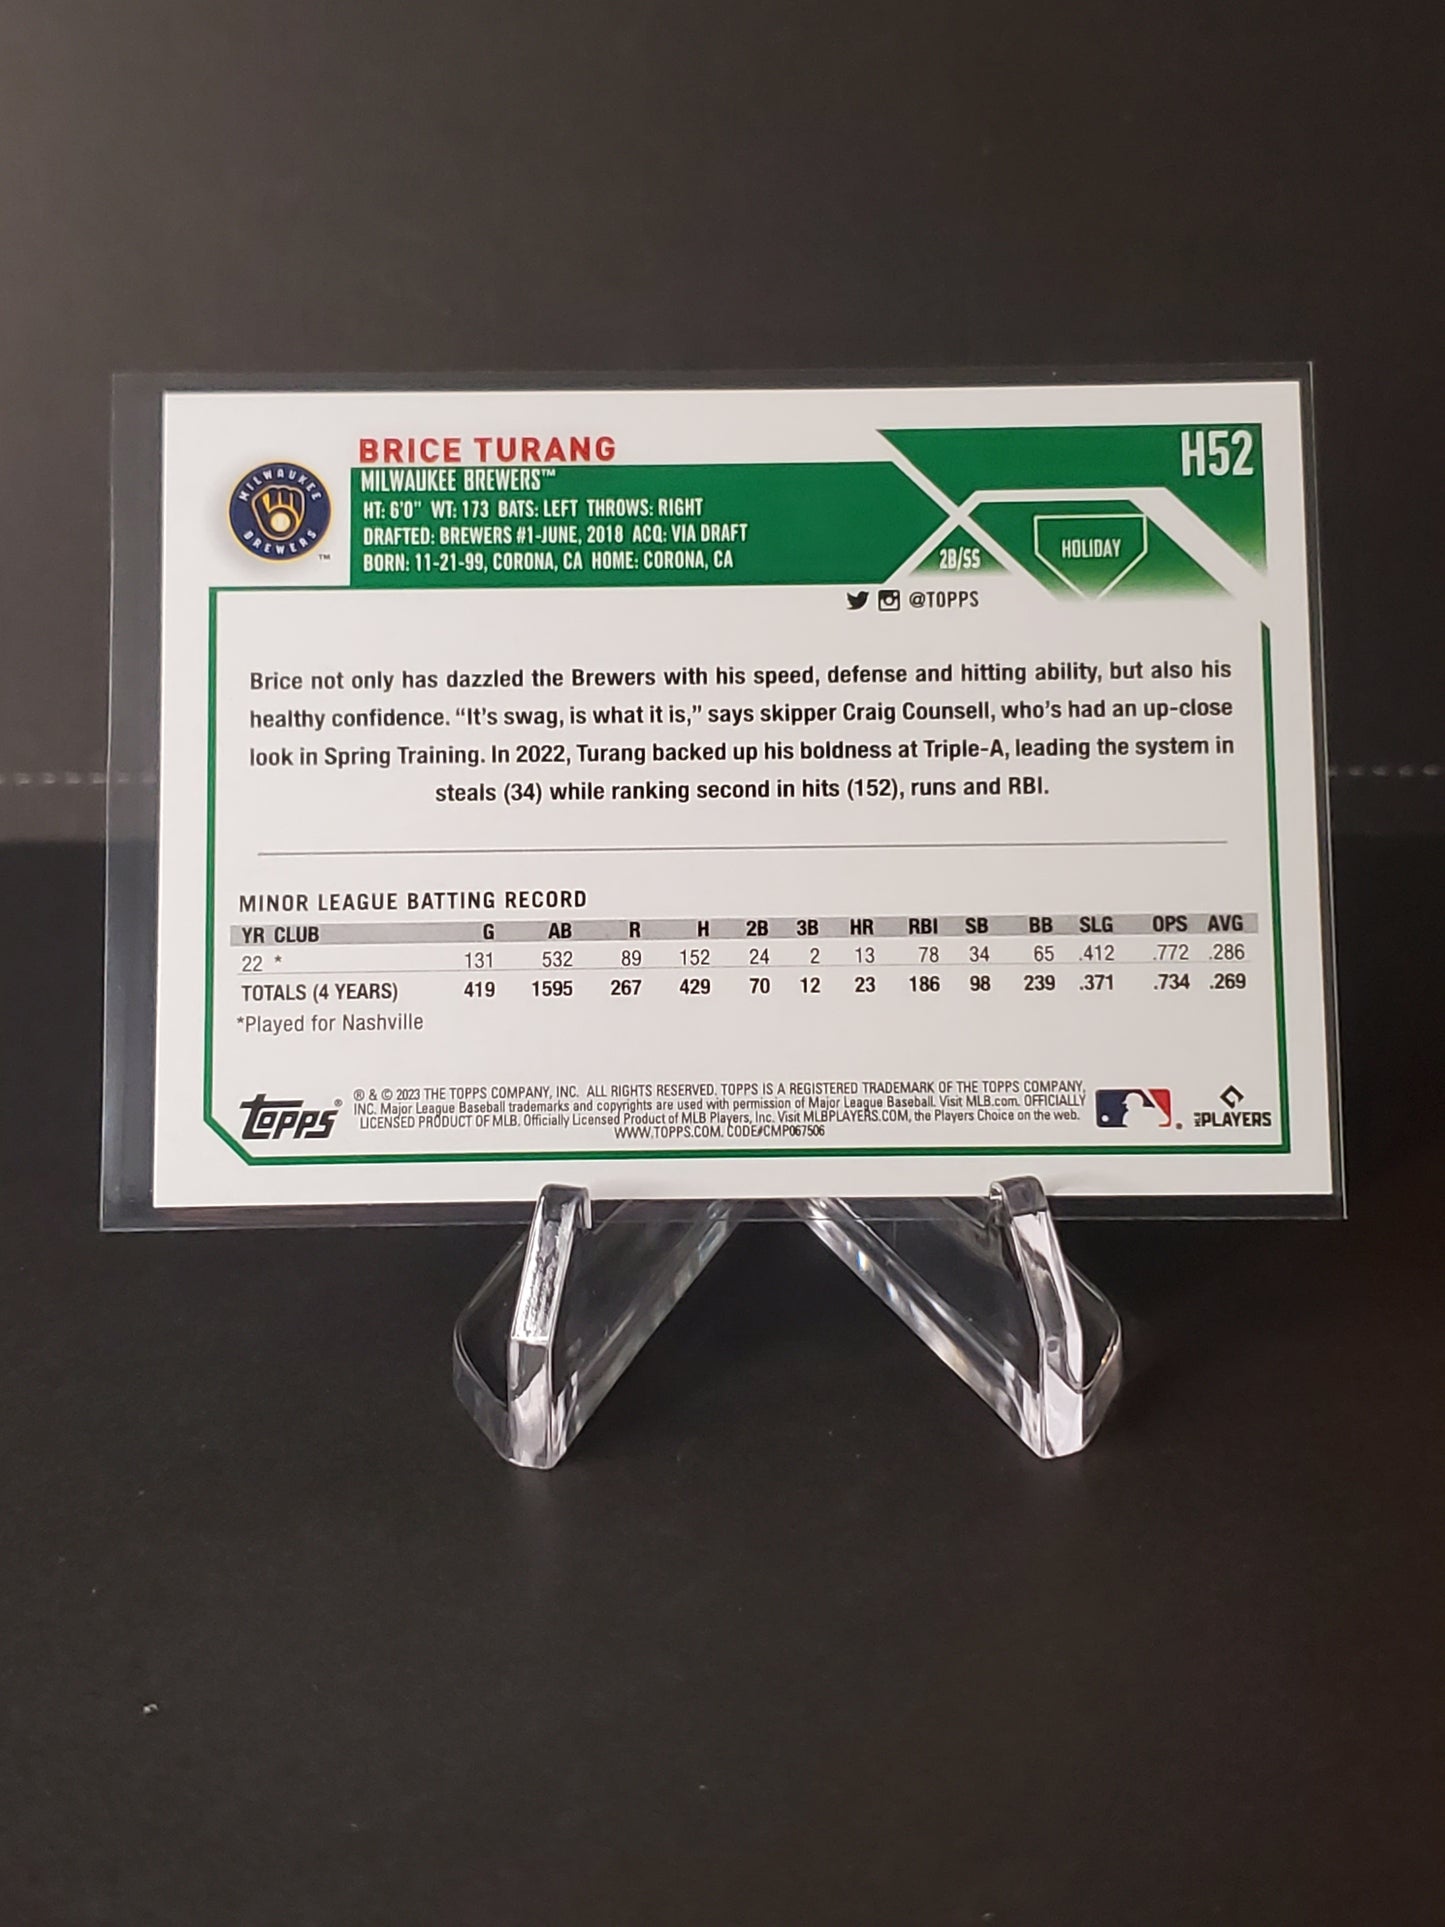 BRICE TURANG
H52
MILWAUKEE BREWERS™
HT: 6'0" WT: 173 BATS: LEFT THROWS: RIGHT
DRAFTED: BREWERS #1-JUNE, 2018 ACQ: VIA DRAFT
BORN: 11-21-99, CORONA, CA HOME: CORONA, CA
MILWAUKEE BREWERS ™
2B/SS
HOLIDAY
@TOPPS
Brice not only has dazzled the Brewers with his speed, defense and hitting ability, but also his
healthy confidence. “It’s swag, is what it is,” says skipper Craig Counsell, who’s had an up-close
look in Spring Training. In 2022, Turang backed up his boldness at Triple-A, leading the system in
steals (34) while ranking second in hits (152), runs and RBI.
MINOR LEAGUE BATTING RECORD
YR CLUB G AB R H 2B 3B HR RBI SB BB SLG OPS AVG
22 * 131 532 89 152 24 2 13 78 34 65 .412 .772 .286
TOTALS (4 YEARS) 419 1595 267 429 70 12 23 186 98 239 .371 .734 .269
*Played for Nashville
topps®
® & © 2023 THE TOPPS COMPANY, INC. ALL RIGHTS RESERVED. TOPPS IS A REGISTERED TRADEMARK OF THE TOPPS COMPANY,
INC. Major League Baseball trademarks and copyrights are used with permission of Major League Baseball. Visit MLB.com. OFFICIALLY
LICENSED PRODUCT OF MLB. Officially Licensed Product of MLB Players, Inc. Visit MLBPLAYERS.COM, the Players Choice on the web.
WWW.TOPPS.COM. CODE#CMP067506
MLB PLAYERS